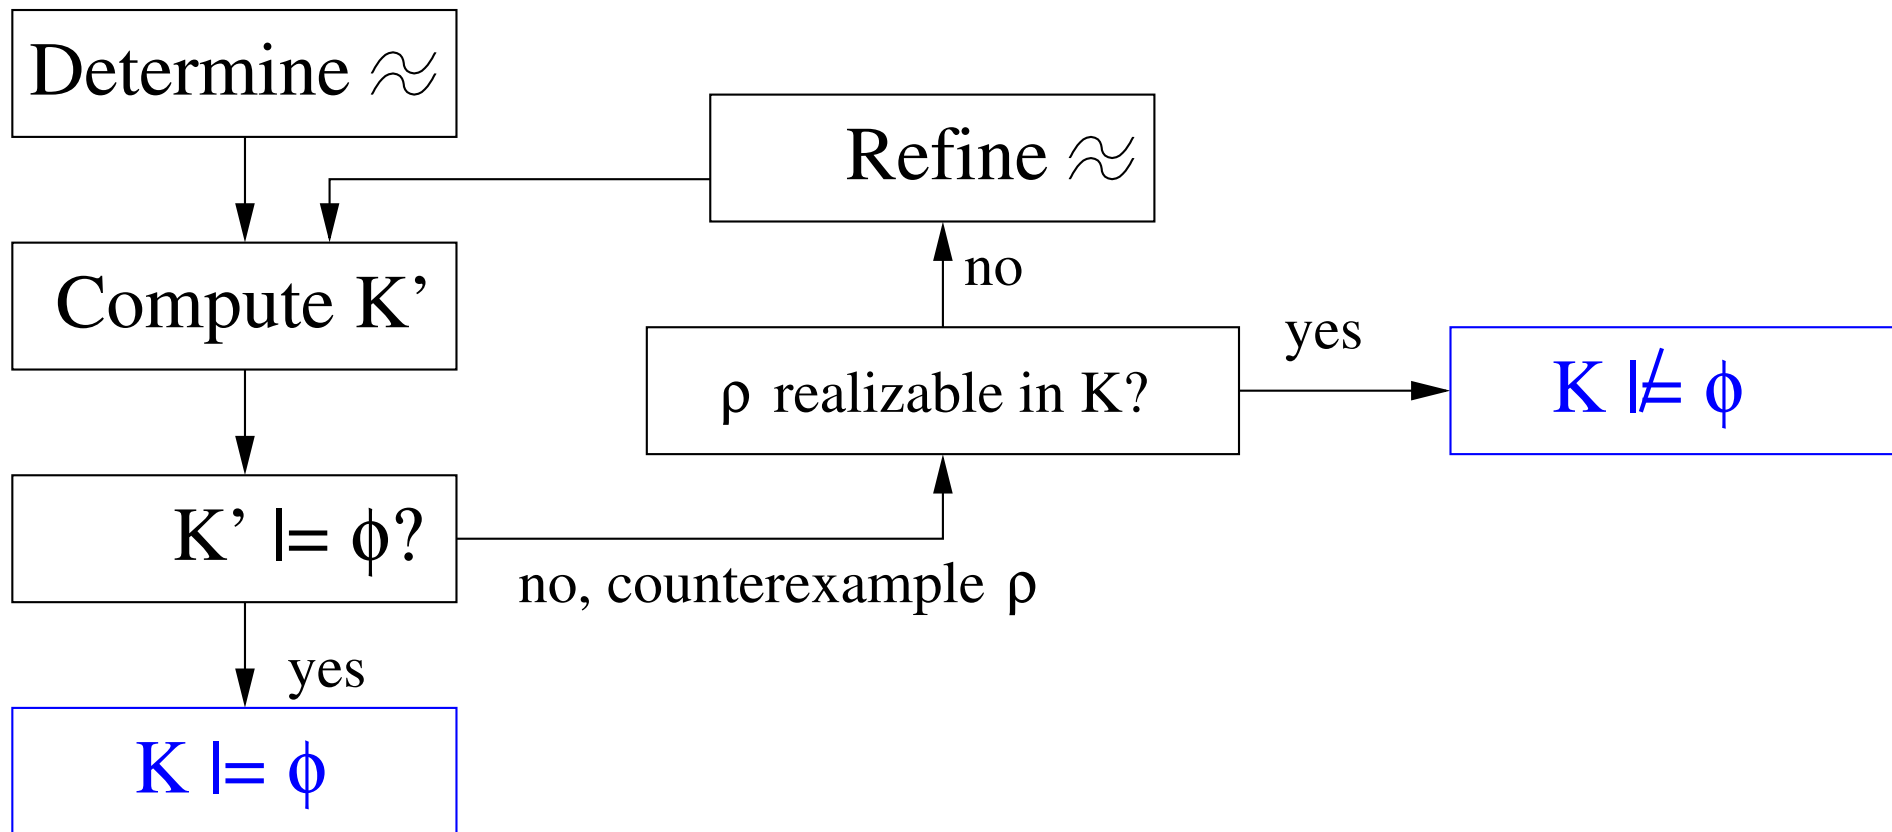 Determine ≈
Refine ≈
no
Compute K’
yes
ρ realizable in K?
K |≠ ϕ
K’ |= ϕ?
no, counterexample ρ
yes
K |= ϕ